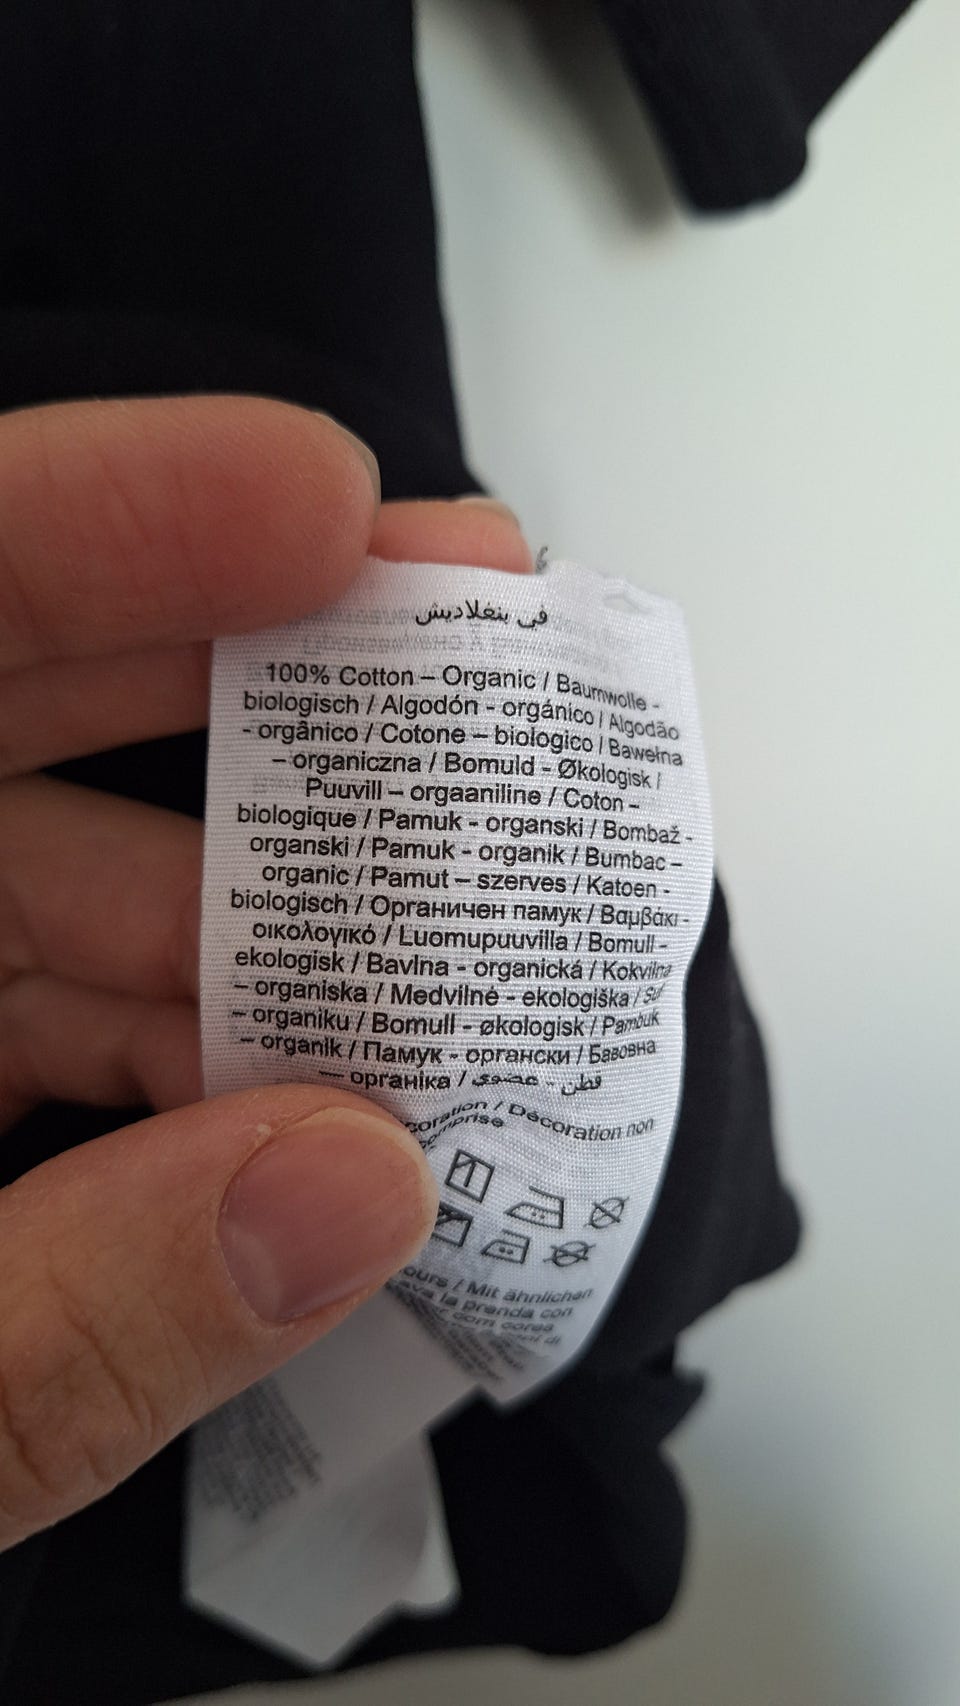 في بنغلاديش
100% Cotton – Organic / Baumwolle -
biologisch / Algodón - orgánico / Algodão
- orgânico / Cotone – biologico / Bawełna
– organiczna / Bomuld - Økologisk /
Puuvill – orgaaniline / Coton –
biologique / Pamuk - organski / Bombaž -
organski / Pamuk - organik / Bumbac –
organic / Pamut – szerves / Katoen -
biologisch / Органичен памук / Βαμβάκι -
οικολογικό / Luomupuuvilla / Bomull -
ekologisk / Bavlna - organická / Kokvilna
– organiska / Medvilnė - ekologiška /
– organiku / Bomull - økologisk / Pambuk
– organik / Памук - органски / Бавовна
— органіка / قطن - عضوي
/ Décoration non
comprise
/ Mit ähnlichen
la prenda con